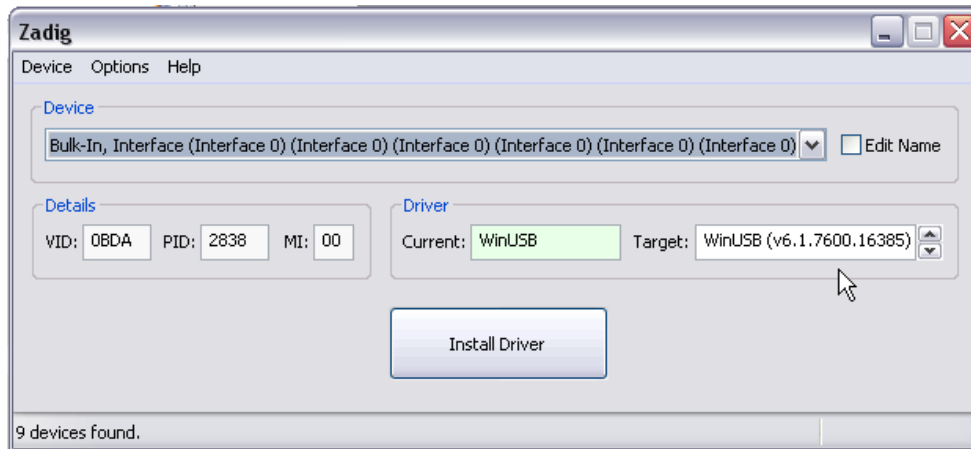 Zadig
Device Options Help
Device
Bulk-In, Interface (Interface 0) (Interface 0) (Interface 0) (Interface 0) (Interface 0) (Interface 0)
Edit Name
Details
VID: 0BDA PID: 2838 MI: 00
Driver
Current: WinUSB Target: WinUSB (v6.1.7600.16385)
Install Driver
9 devices found.